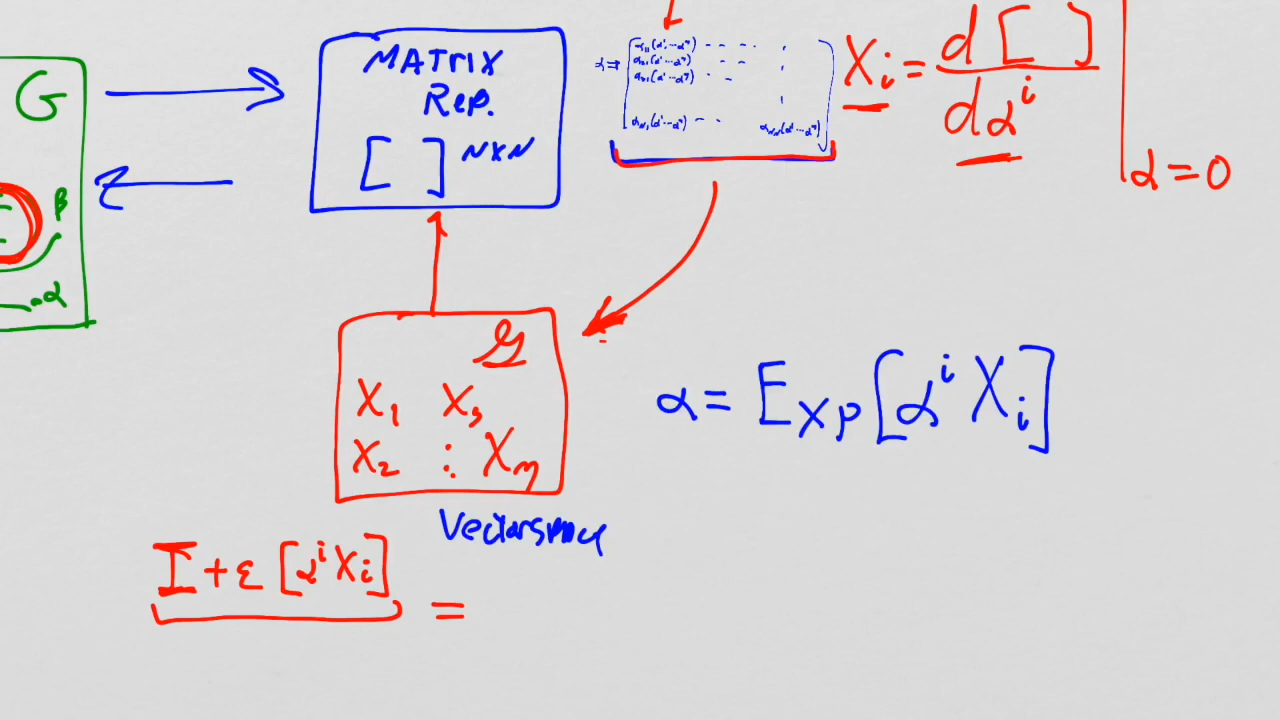 G
β
α
MATRIX
Rep.
[ ] NxN
α ⇒
Xᵢ = d[ ] / dαⁱ | α=0
𝒢
X₁ X₃
X₂ : Xₙ
Vectorspace
α = Exp[αⁱ Xᵢ]
I + ε [αⁱ Xᵢ] =